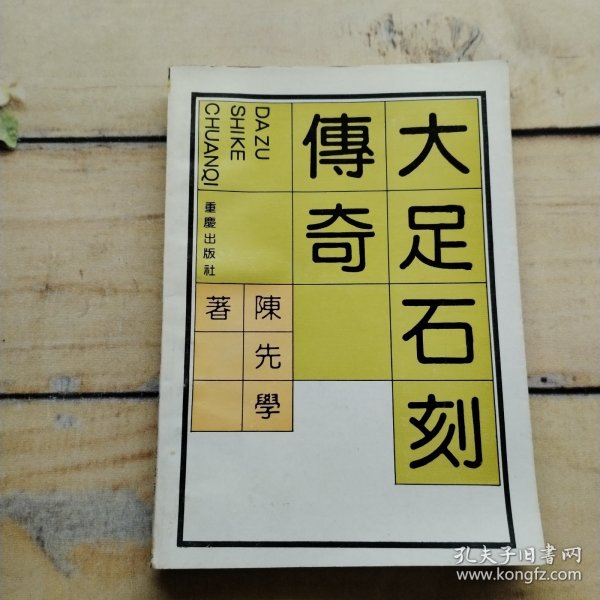 大足石刻
傳奇
DAZU
SHIKE
CHUANQI
重慶出版社
陳先學
著
孔夫子旧书网
www.kongfz.com